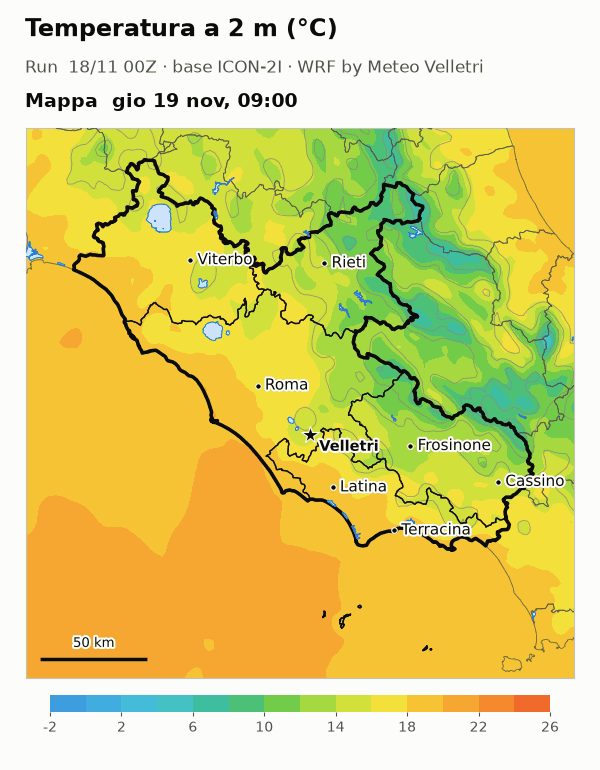 Temperatura a 2 m (°C)
Run  18/11 00Z · base ICON-2I · WRF by Meteo Velletri
Mappa  gio 19 nov, 09:00
Viterbo
Rieti
Roma
Velletri
Frosinone
Latina
Cassino
Terracina
50 km
-2 2 6 10 14 18 22 26